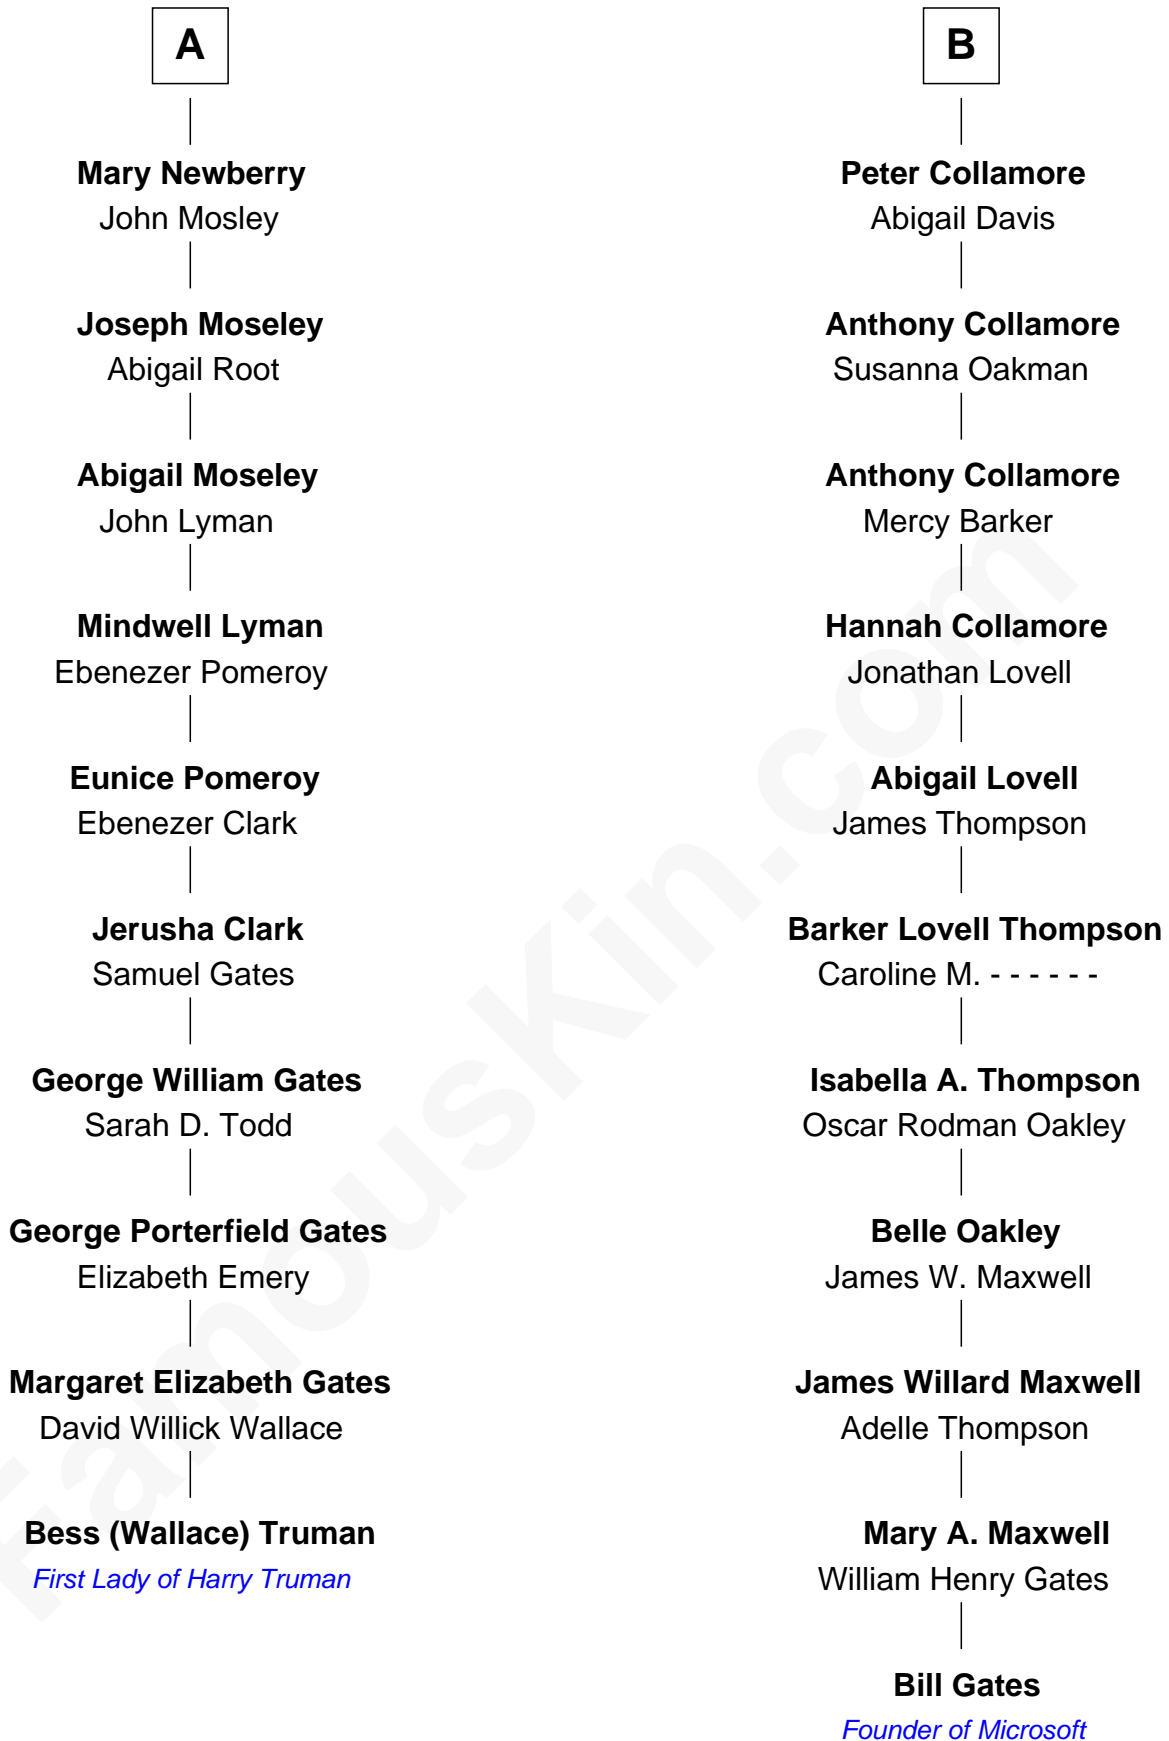 A
Mary Newberry
John Mosley
Joseph Moseley
Abigail Root
Abigail Moseley
John Lyman
Mindwell Lyman
Ebenezer Pomeroy
Eunice Pomeroy
Ebenezer Clark
Jerusha Clark
Samuel Gates
George William Gates
Sarah D. Todd
George Porterfield Gates
Elizabeth Emery
Margaret Elizabeth Gates
David Willick Wallace
Bess (Wallace) Truman
First Lady of Harry Truman
B
Peter Collamore
Abigail Davis
Anthony Collamore
Susanna Oakman
Anthony Collamore
Mercy Barker
Hannah Collamore
Jonathan Lovell
Abigail Lovell
James Thompson
Barker Lovell Thompson
Caroline M. - - - - - -
Isabella A. Thompson
Oscar Rodman Oakley
Belle Oakley
James W. Maxwell
James Willard Maxwell
Adelle Thompson
Mary A. Maxwell
William Henry Gates
Bill Gates
Founder of Microsoft
FamousKin.com